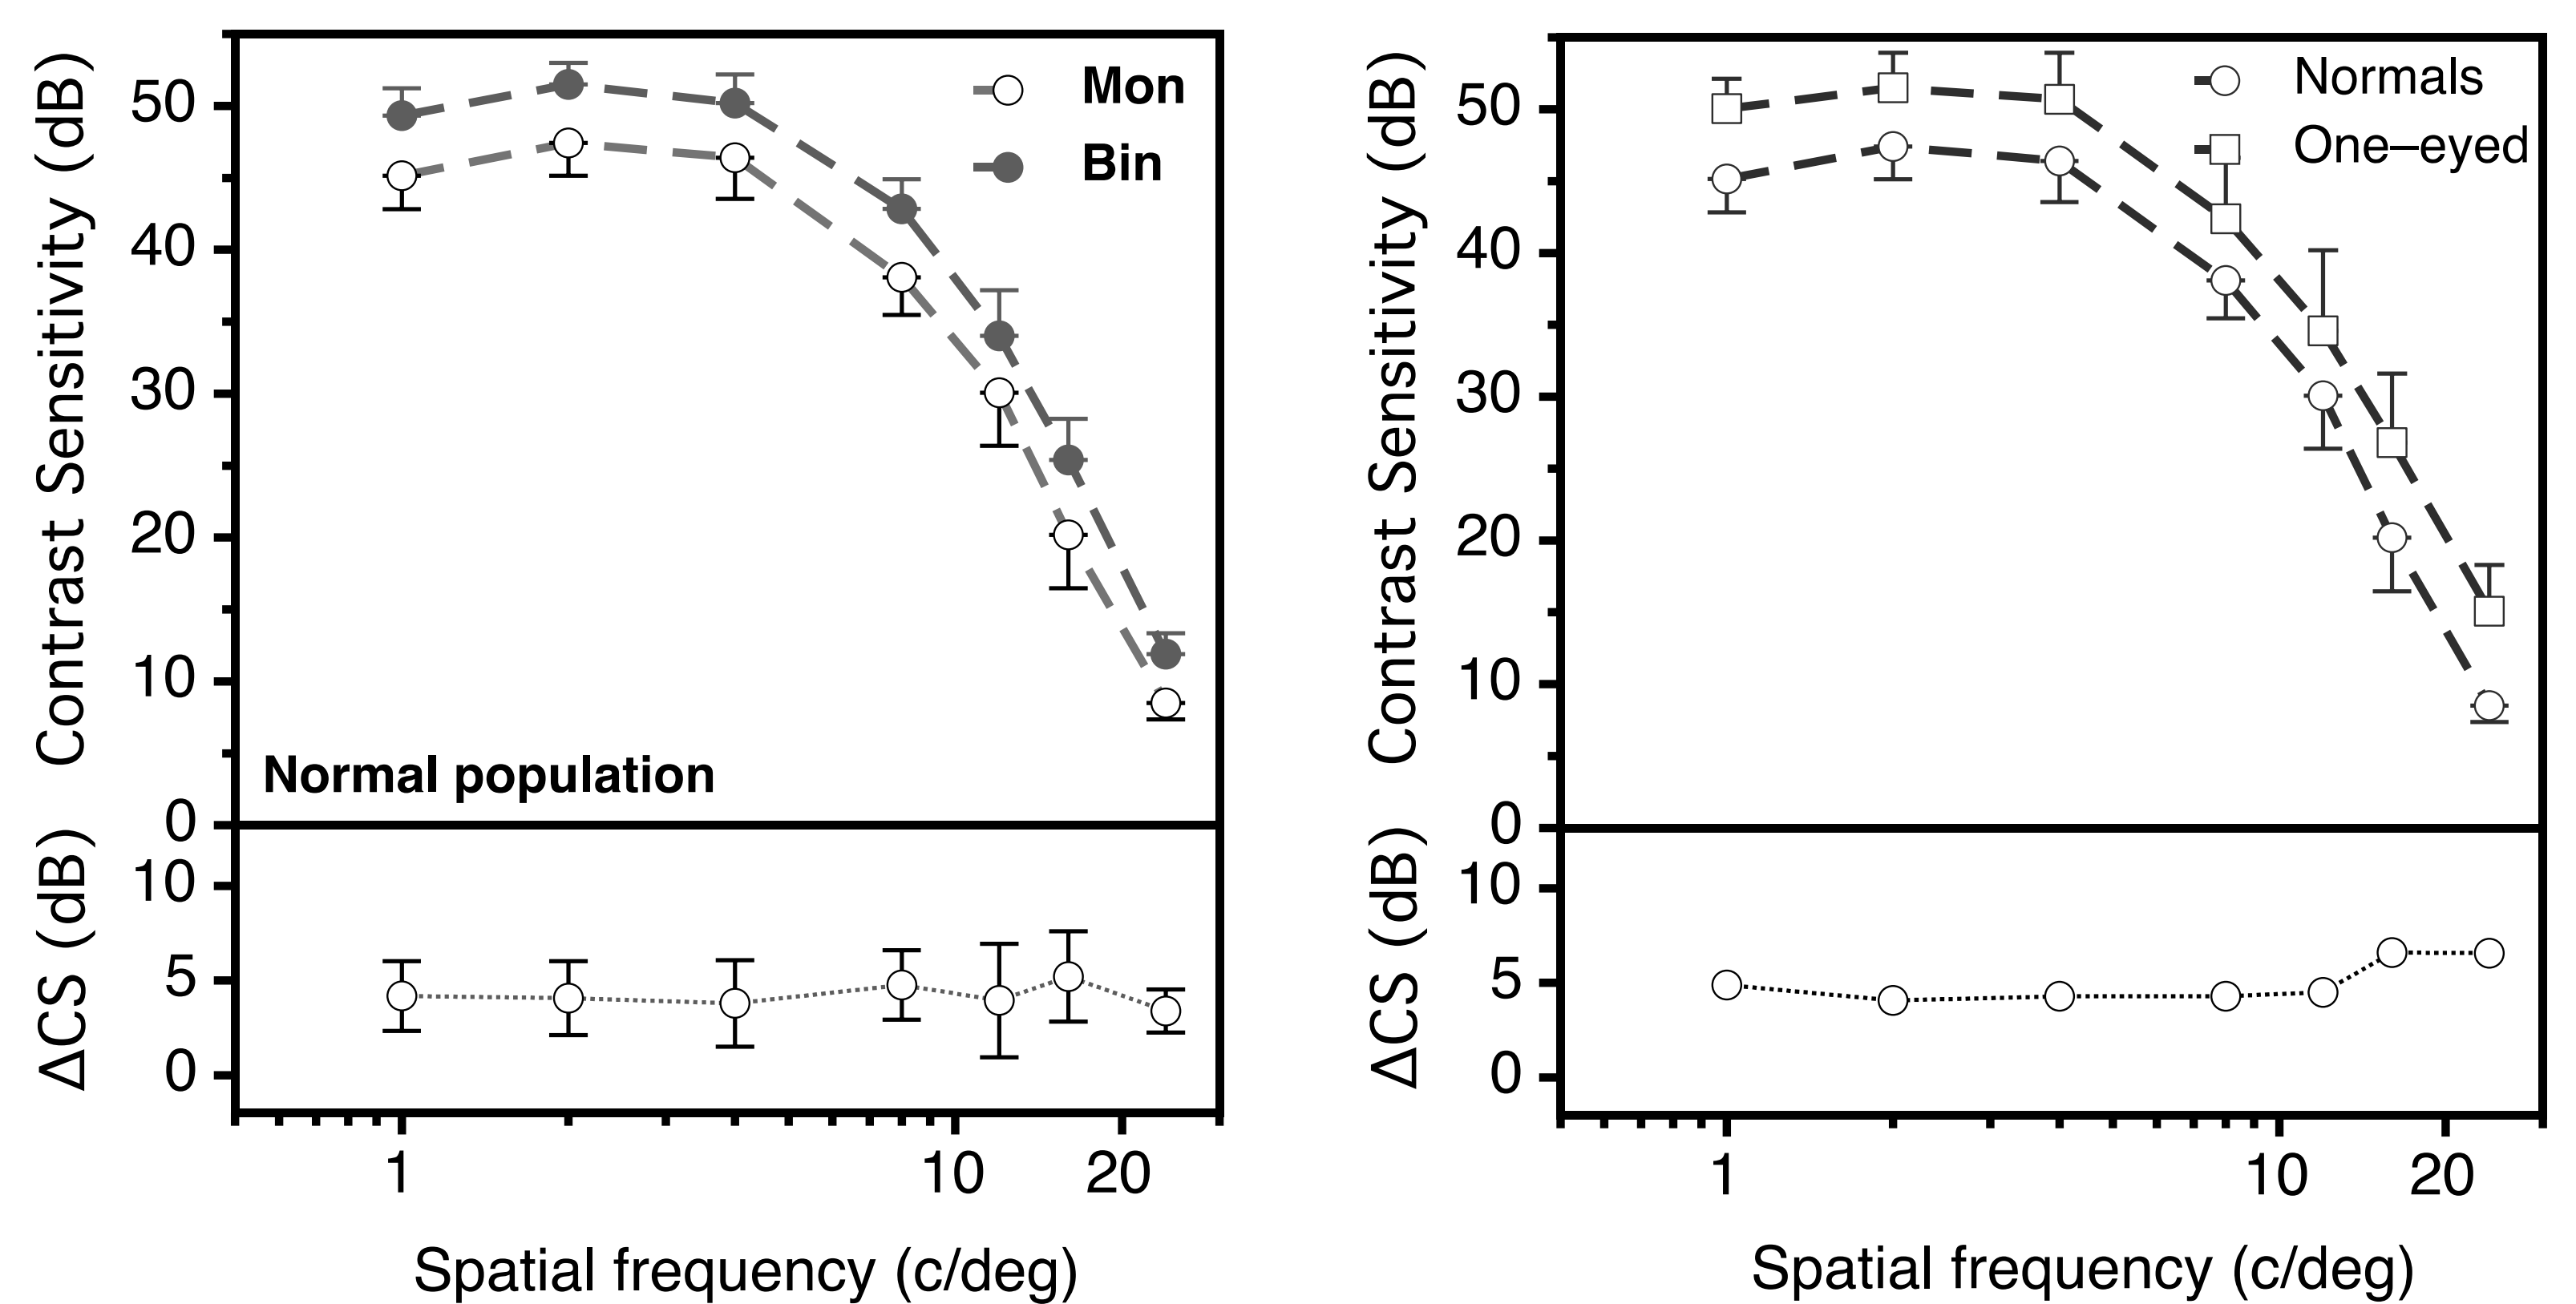 Contrast Sensitivity (dB)
50
40
30
20
10
0
Mon
Bin
Normal population
ΔCS (dB)
10
5
0
1
10
20
Spatial frequency (c/deg)
Contrast Sensitivity (dB)
50
40
30
20
10
0
Normals
One–eyed
ΔCS (dB)
10
5
0
1
10
20
Spatial frequency (c/deg)